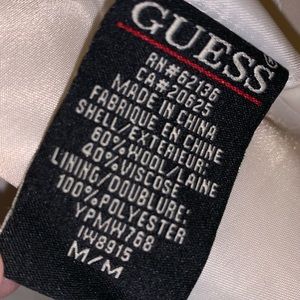 GUESS®
RN#62136
CA#20625
MADE IN CHINA
FABRIQUE EN CHINE
SHELL/EXTERIEUR:
60%WOOL/LAINE
40%VISCOSE
LINING/DOUBLURE:
100%POLYESTER
YPMW768
IW8915
M/M